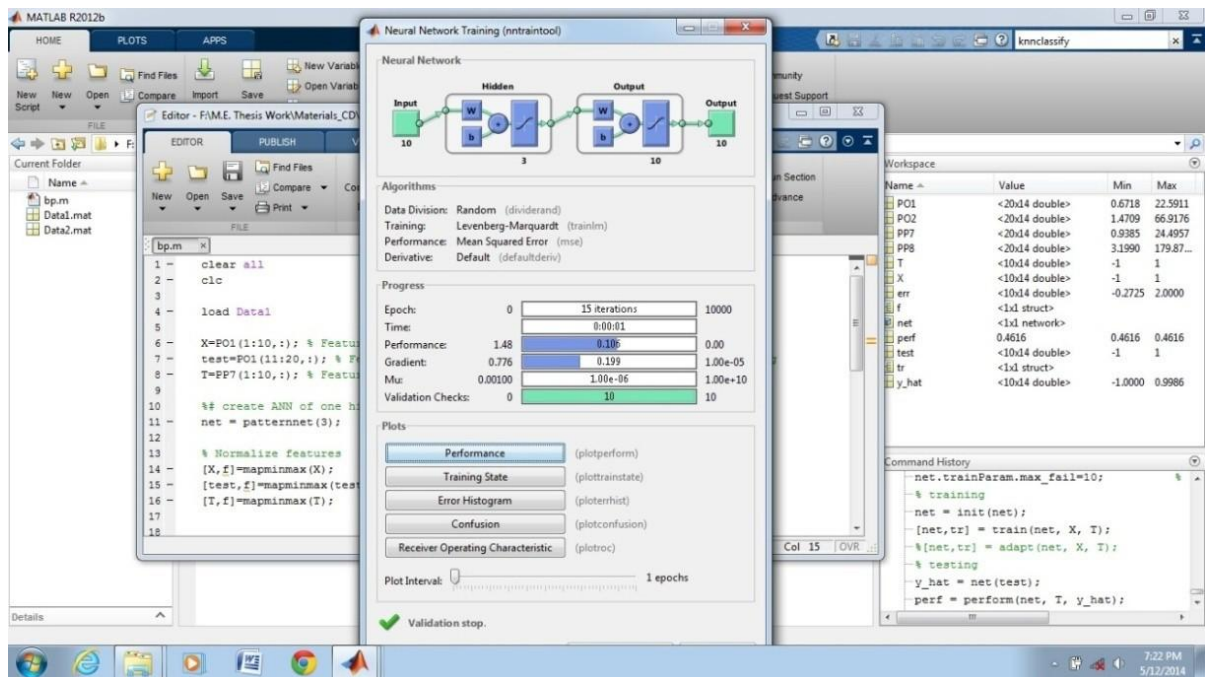 MATLAB R2012b
HOME PLOTS APPS
knnclassify
New Script
New
Open
Find Files
Compare
Import
Save
New Variab
Open Variab
FILE
munity
uest Support
F:
Current Folder
Name
bp.m
Data1.mat
Data2.mat
Details
Editor - F:\M.E. Thesis Work\Materials_CD\
EDITOR PUBLISH V
New
Open
Save
Find Files
Compare
Print
Co
FILE
n Section
dvance
bp.m ×
1 - clear all
2 - clc
3
4 - load Data1
5
6 - X=PO1(1:10,:); % Featu
7 - test=PO1(11:20,:); % Fe
8 - T=PP7(1:10,:); % Featu
9
10 %# create ANN of one hi
11 - net = patternnet(3);
12
13 % Normalize features
14 - [X,f]=mapminmax(X);
15 - [test,f]=mapminmax(test
16 - [T,f]=mapminmax(T);
17
18
Col 15 OVR
Neural Network Training (nntraintool)
Neural Network
Hidden Output
Input Output
W W
b b
+ +
10 10
3 10
Algorithms
Data Division: Random (dividerand)
Training: Levenberg-Marquardt (trainlm)
Performance: Mean Squared Error (mse)
Derivative: Default (defaultderiv)
Progress
Epoch: 0 15 iterations 10000
Time: 0:00:01
Performance: 1.48 0.106 0.00
Gradient: 0.776 0.199 1.00e-05
Mu: 0.00100 1.00e-06 1.00e+10
Validation Checks: 0 10 10
Plots
Performance (plotperform)
Training State (plottrainstate)
Error Histogram (ploterrhist)
Confusion (plotconfusion)
Receiver Operating Characteristic (plotroc)
Plot Interval: 1 epochs
Validation stop.
Workspace
Name Value Min Max
PO1 <20x14 double> 0.6718 22.5911
PO2 <20x14 double> 1.4709 66.9176
PP7 <20x14 double> 0.9385 24.4957
PP8 <20x14 double> 3.1990 179.87...
T <10x14 double> -1 1
X <10x14 double> -1 1
err <10x14 double> -0.2725 2.0000
f <1x1 struct>
net <1x1 network>
perf 0.4616 0.4616 0.4616
test <10x14 double> -1 1
tr <1x1 struct>
y_hat <10x14 double> -1.0000 0.9986
Command History
net.trainParam.max_fail=10; %
% training
net = init(net);
[net,tr] = train(net, X, T);
%[net,tr] = adapt(net, X, T);
% testing
y_hat = net(test);
perf = perform(net, T, y_hat);
7:22 PM
5/12/2014